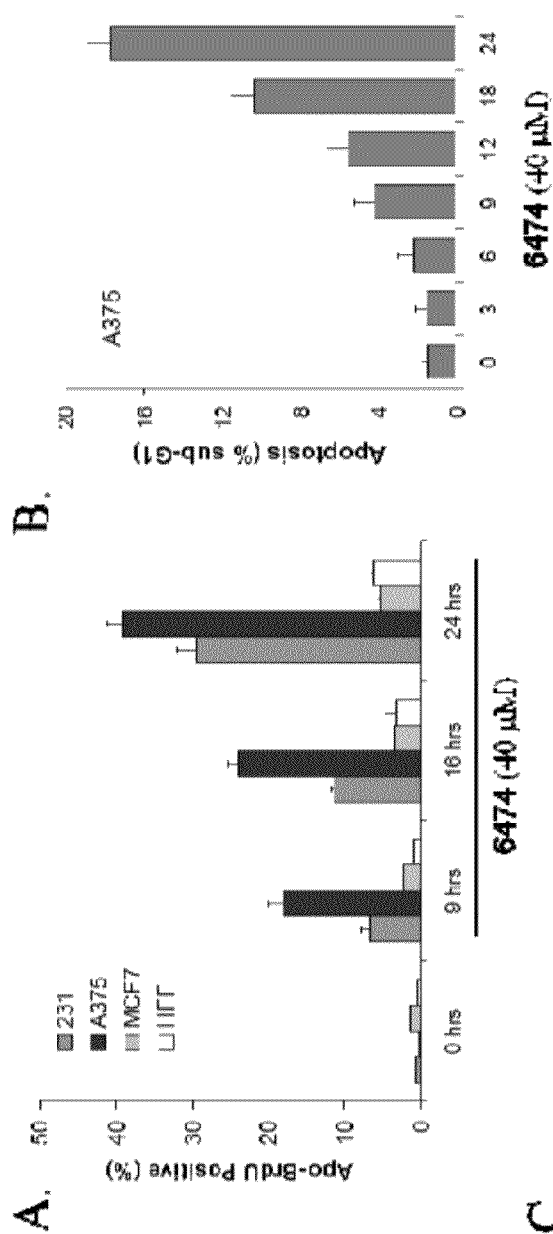 A.
Apo-BrdU Positive (%)
50
40
30
20
10
0
231
A375
MCF7
0 hrs
9 hrs
16 hrs
24 hrs
6474 (40 µM)
B.
Apoptosis (% sub-G1)
20
16
12
8
4
0
A375
0
3
6
9
12
18
24
6474 (40 µM)
C